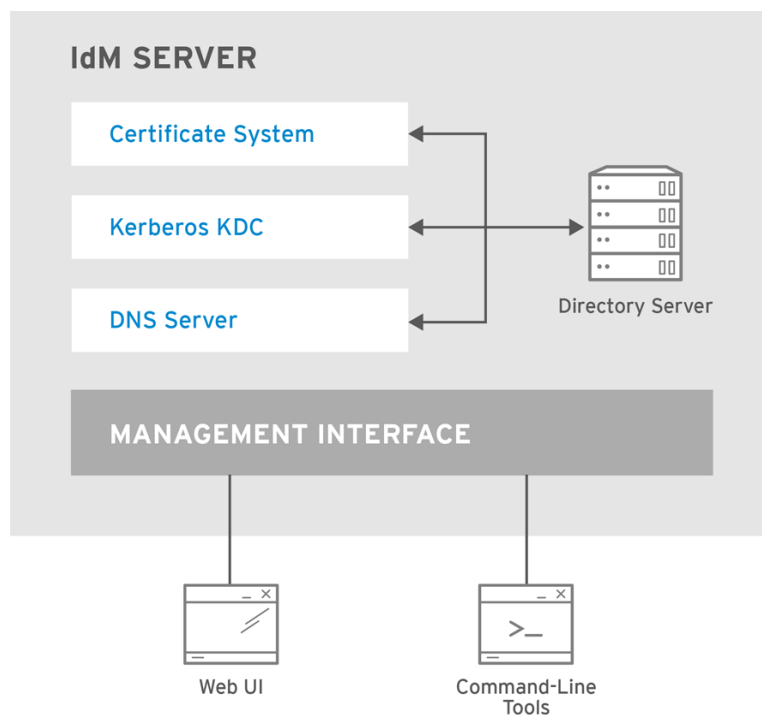 IdM SERVER
Certificate System
Kerberos KDC
DNS Server
Directory Server
MANAGEMENT INTERFACE
>_
Web UI
Command-Line
Tools